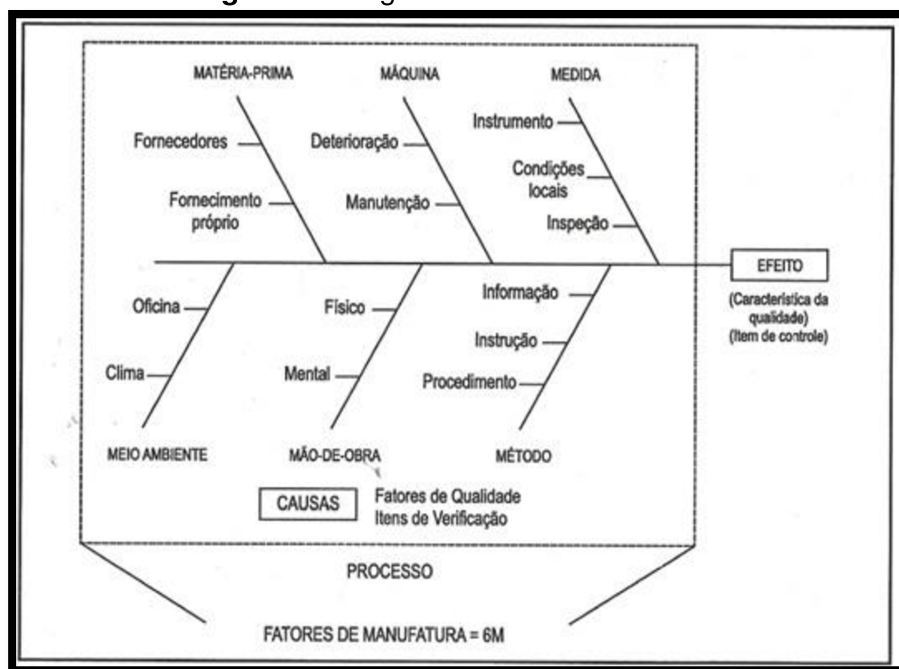 MATÉRIA-PRIMA
MÁQUINA
MEDIDA
Fornecedores
Fornecimento
próprio
Deterioração
Manutenção
Instrumento
Condições
locais
Inspeção
EFEITO
(Característica da
qualidade)
(Item de controle)
Oficina
Clima
Físico
Mental
Informação
Instrução
Procedimento
MEIO AMBIENTE
MÃO-DE-OBRA
MÉTODO
CAUSAS
Fatores de Qualidade
Itens de Verificação
PROCESSO
FATORES DE MANUFATURA = 6M